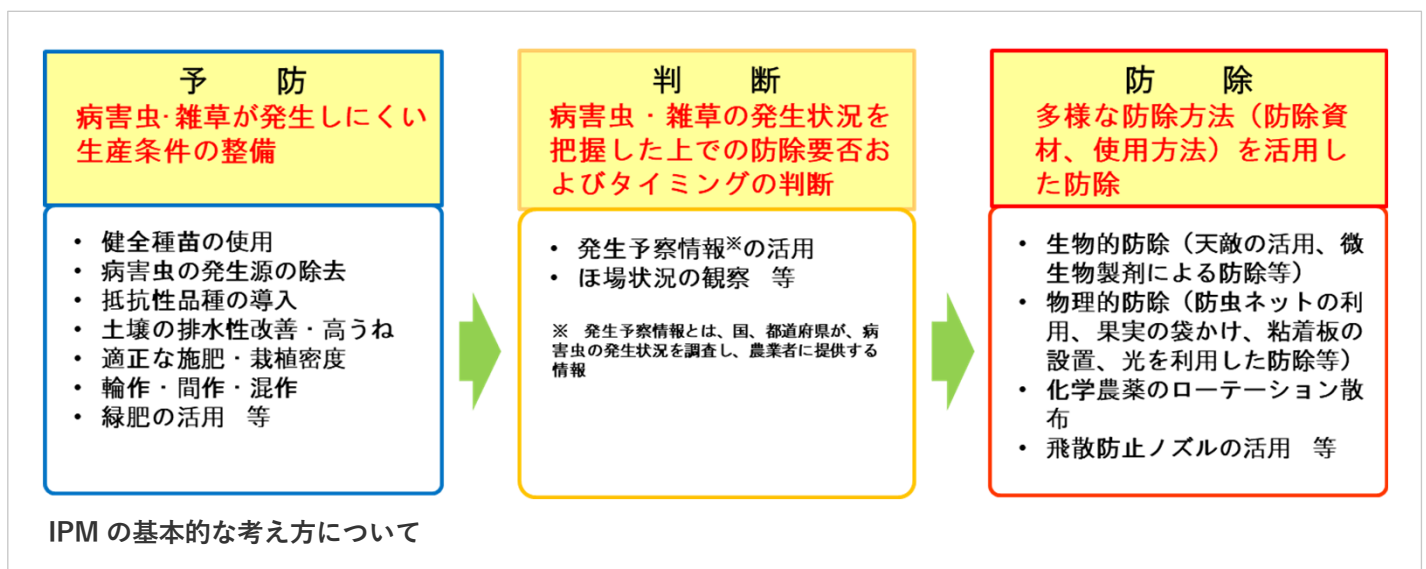 予　防
病害虫・雑草が発生しにくい
生産条件の整備
・ 健全種苗の使用
・ 病害虫の発生源の除去
・ 抵抗性品種の導入
・ 土壌の排水性改善・高うね
・ 適正な施肥・栽植密度
・ 輪作・間作・混作
・ 緑肥の活用　等
判　断
病害虫・雑草の発生状況を
把握した上での防除要否お
よびタイミングの判断
・ 発生予察情報※の活用
・ ほ場状況の観察　等
※　発生予察情報とは、国、都道府県が、病
害虫の発生状況を調査し、農業者に提供する
情報
防　除
多様な防除方法（防除資
材、使用方法）を活用し
た防除
・ 生物的防除（天敵の活用、微
生物製剤による防除等）
・ 物理的防除（防虫ネットの利
用、果実の袋かけ、粘着板の
設置、光を利用した防除等）
・ 化学農薬のローテーション散
布
・ 飛散防止ノズルの活用　等
IPM の基本的な考え方について